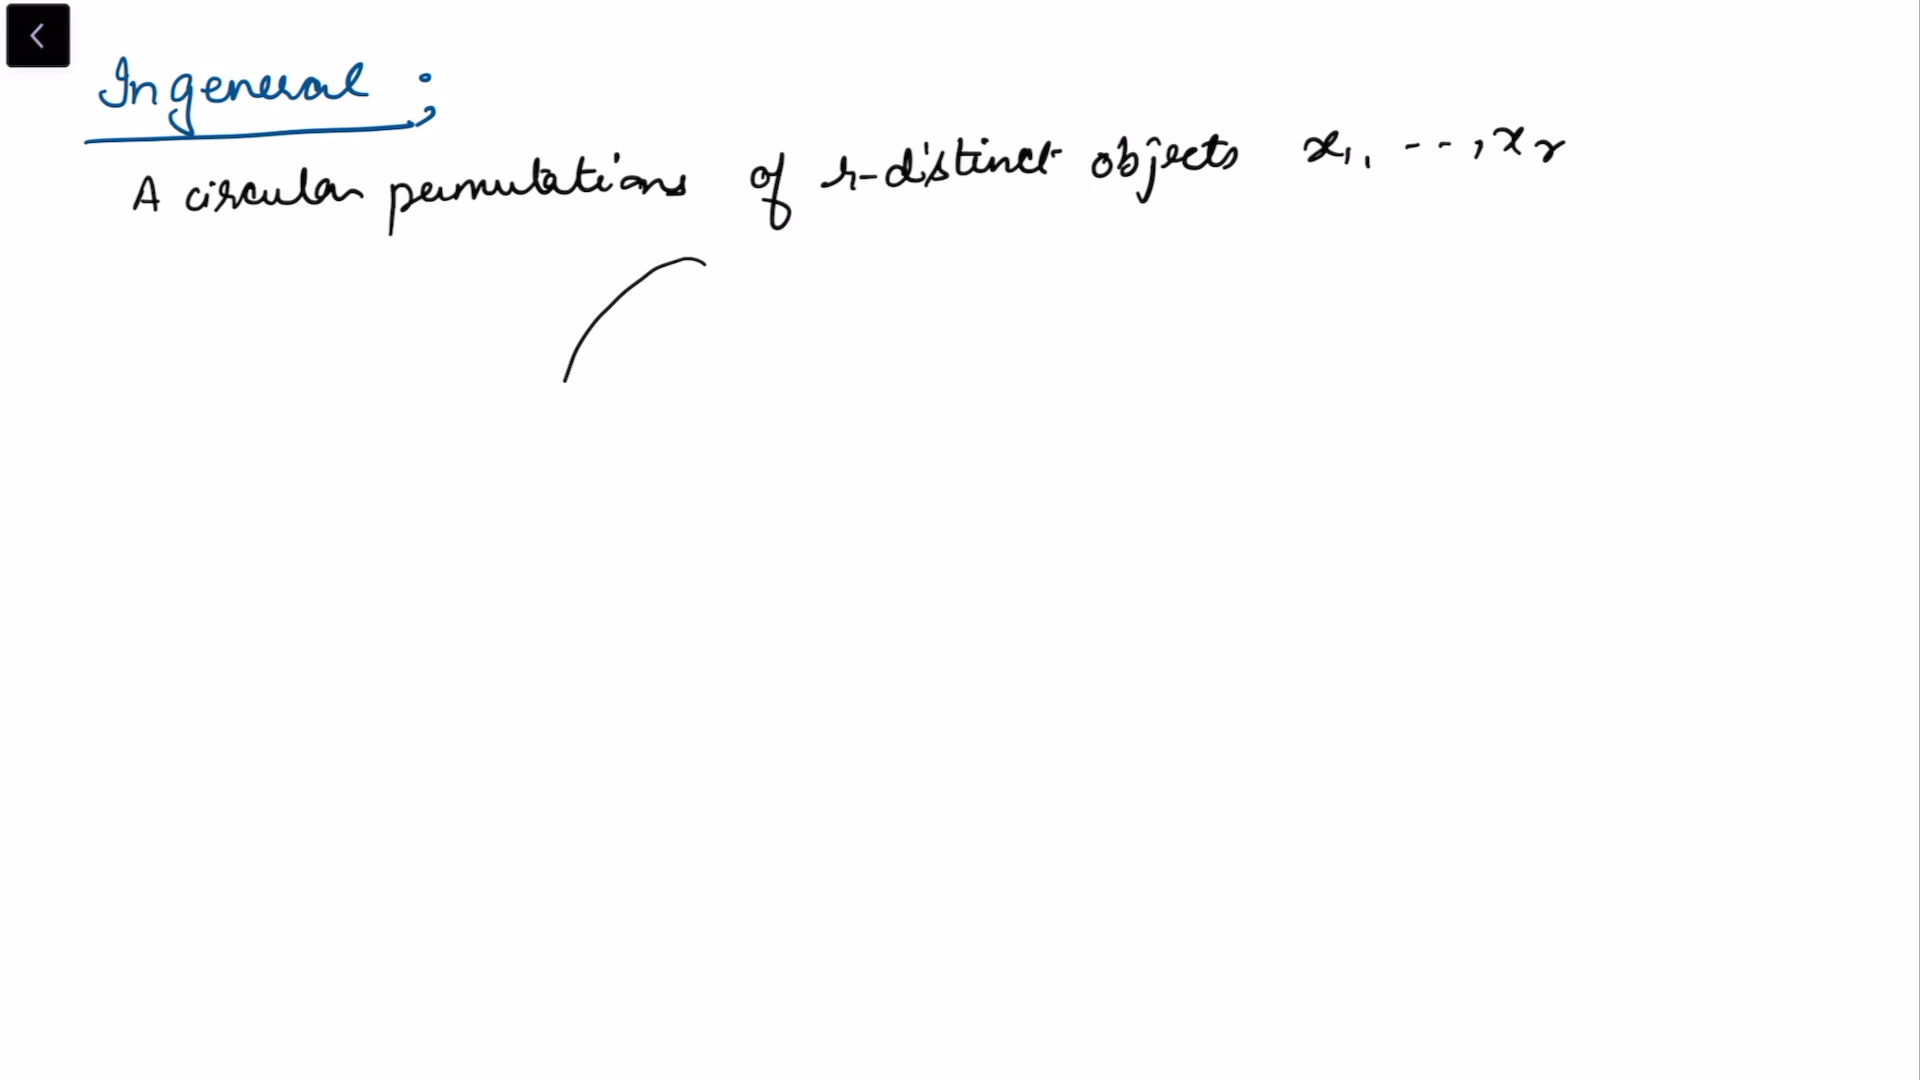 In general :
A circular permutations of r-distinct objects x₁, ---, xᵣ